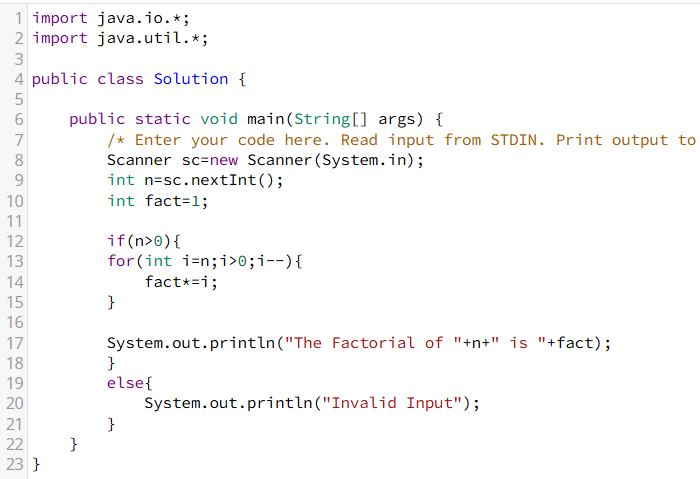 1 import java.io.*;
2 import java.util.*;
3
4 public class Solution {
5
6     public static void main(String[] args) {
7         /* Enter your code here. Read input from STDIN. Print output to
8         Scanner sc=new Scanner(System.in);
9         int n=sc.nextInt();
10         int fact=1;
11
12         if(n>0){
13         for(int i=n;i>0;i--){
14             fact*=i;
15         }
16
17         System.out.println("The Factorial of "+n+" is "+fact);
18         }
19         else{
20             System.out.println("Invalid Input");
21         }
22     }
23 }